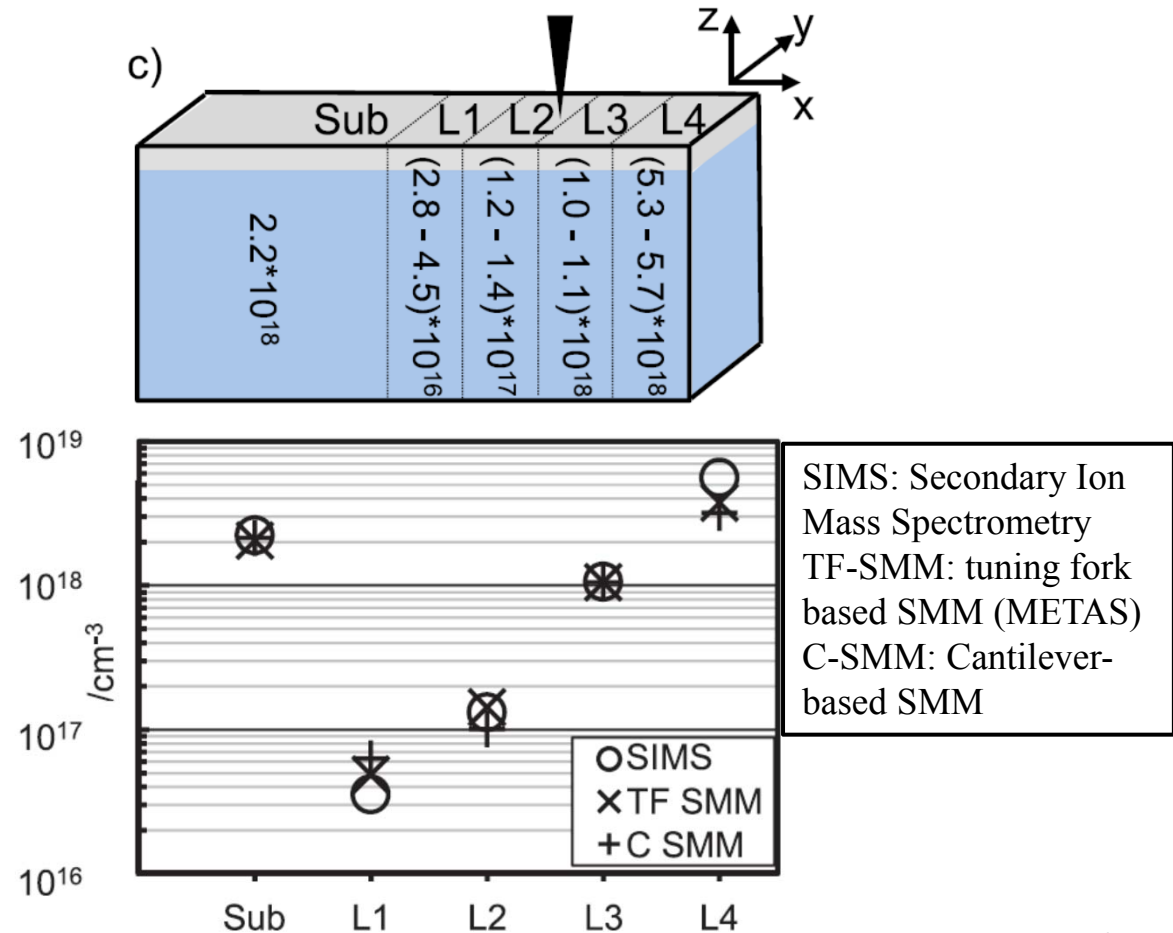 c)
z
y
x
Sub L1 L2 L3 L4
2.2*10¹⁸
(2.8 - 4.5)*10¹⁶
(1.2 - 1.4)*10¹⁷
(1.0 - 1.1)*10¹⁸
(5.3 - 5.7)*10¹⁸
10¹⁹
10¹⁸
10¹⁷
10¹⁶
/cm⁻³
SIMS
TF SMM
C SMM
Sub L1 L2 L3 L4
SIMS: Secondary Ion
Mass Spectrometry
TF-SMM: tuning fork
based SMM (METAS)
C-SMM: Cantilever-
based SMM